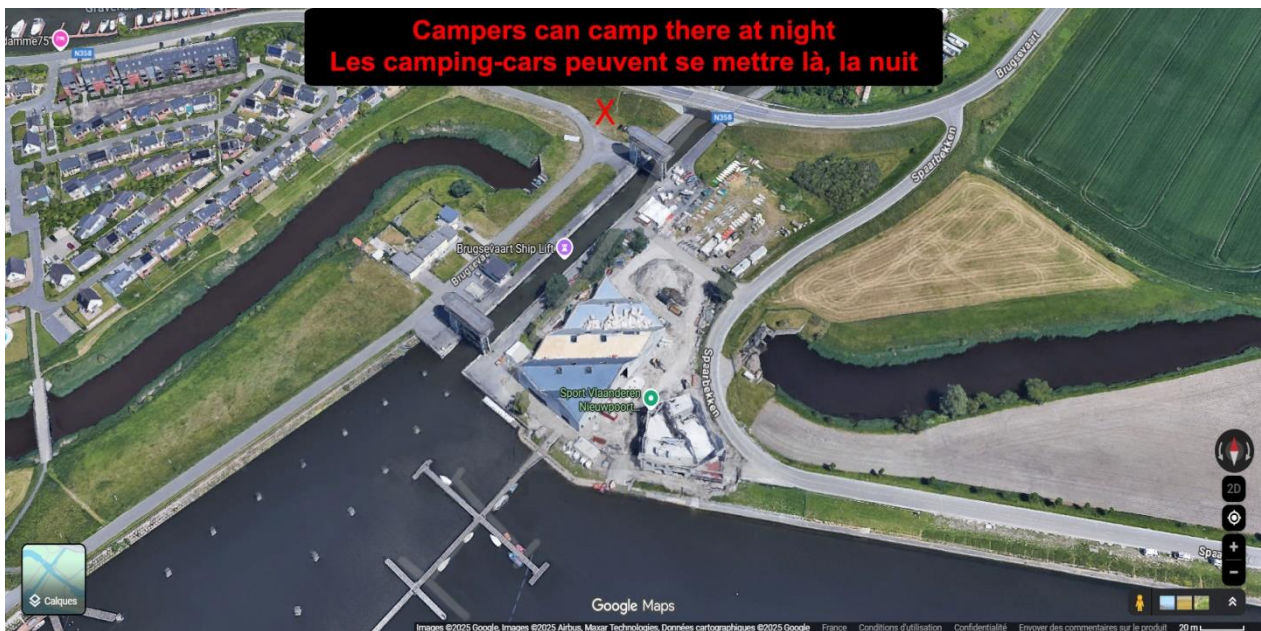 Campers can camp there at night
Les camping-cars peuvent se mettre là, la nuit
damme75
N358
X
N358
Brugsevaart
Spaarbekken
Brugsevaart Ship Lift
Spaarbekken
Sport Vlaanderen
Nieuwpoort
2D
Calques
Google Maps
Images ©2025 Google, Images ©2025 Airbus, Maxar Technologies, Données cartographiques ©2025 Google France Conditions d'utilisation Confidentialité Envoyer des commentaires sur le produit 20 m